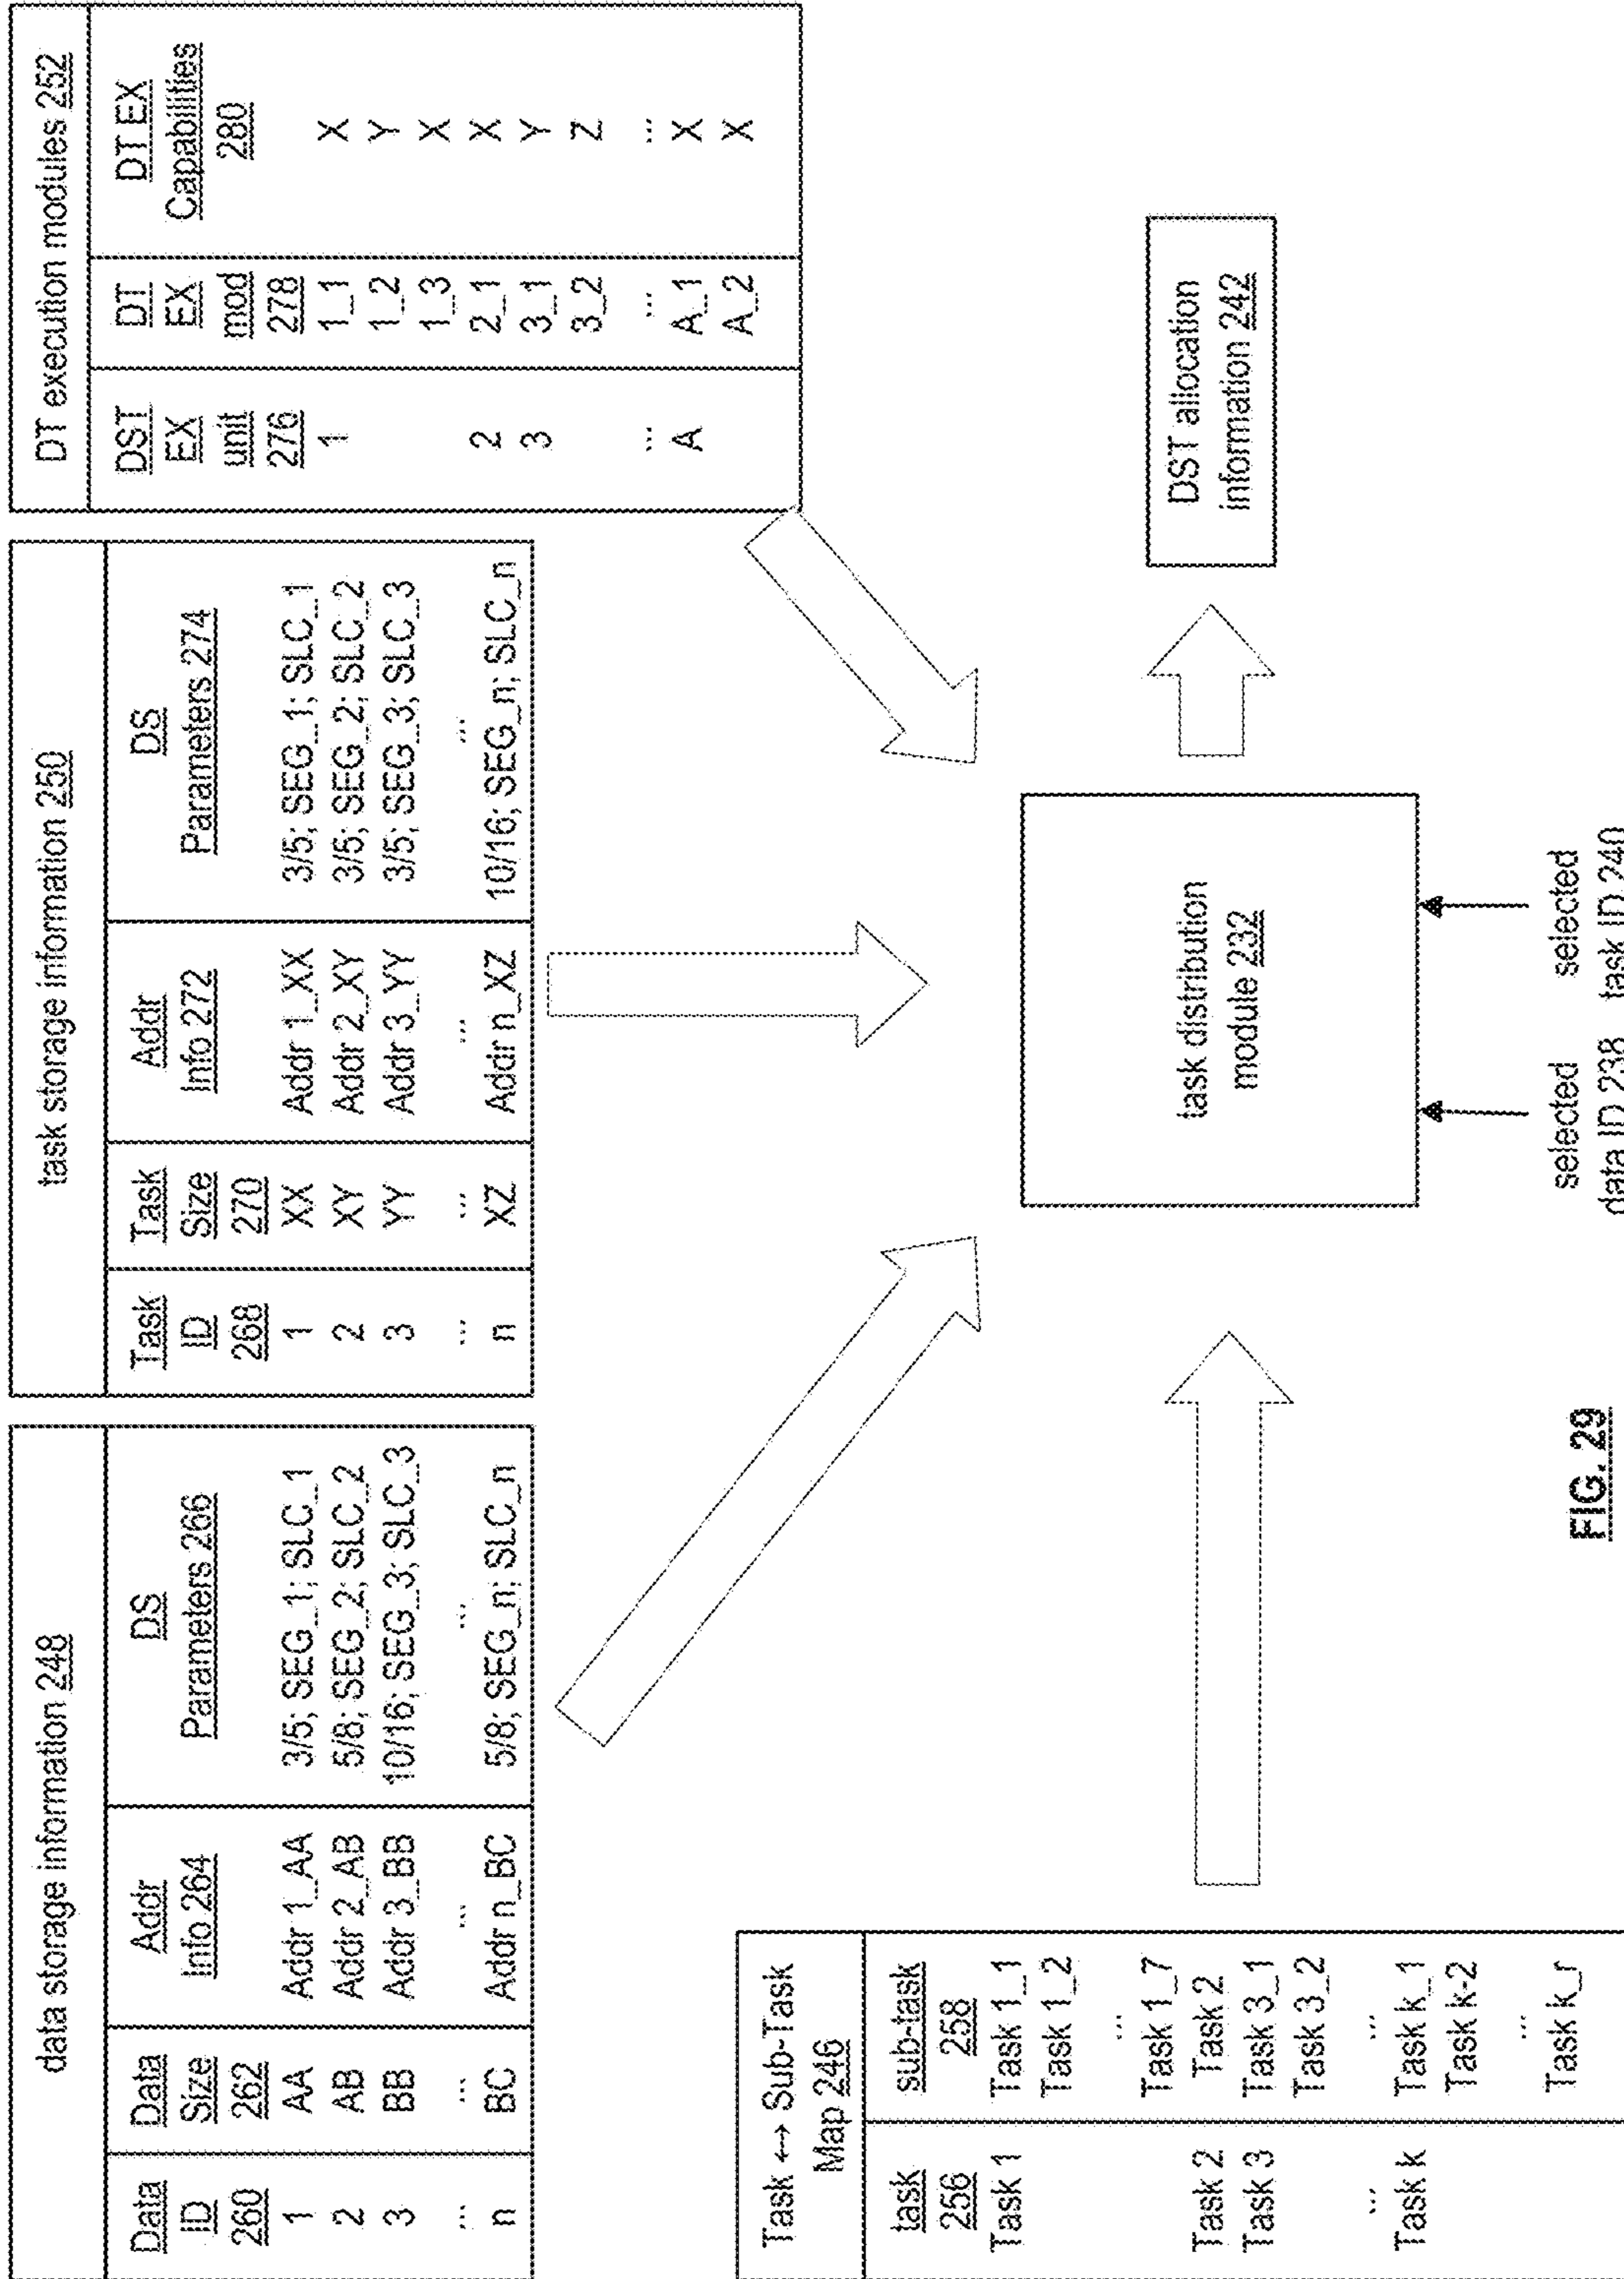 data storage information 248
Data ID 260 Data Size 262 Addr Info 264 DS Parameters 266
1 AA Addr 1_AA 3/5; SEG_1; SLC_1
2 AB Addr 2_AB 5/8; SEG_2; SLC_2
3 BB Addr 3_BB 10/16; SEG_3; SLC_3
... ... ... ...
n BC Addr n_BC 5/8; SEG_n; SLC_n
task storage information 250
Task ID 268 Task Size 270 Addr Info 272 DS Parameters 274
1 XX Addr 1_XX 3/5; SEG_1; SLC_1
2 XY Addr 2_XY 3/5; SEG_2; SLC_2
3 YY Addr 3_YY 3/5; SEG_3; SLC_3
... ... ... ...
n XZ Addr n_XZ 10/16; SEG_n; SLC_n
DT execution modules 252
DST EX unit 276 DT EX mod 278 DT EX Capabilities 280
1 1_1 X
1_2 Y
1_3 X
2 2_1 X
3 3_1 Y
3_2 Z
... ... ...
A A_1 X
A_2 X
Task ↔ Sub-Task
Map 246
task 256 sub-task 258
Task 1 Task 1_1
Task 1_2
...
Task 1_7
Task 2 Task 2
Task 3 Task 3_1
Task 3_2
... ...
Task k Task k_1
Task k-2
...
Task k_r
task distribution
module 232
DST allocation
information 242
selected
data ID 238
selected
task ID 240
FIG. 29